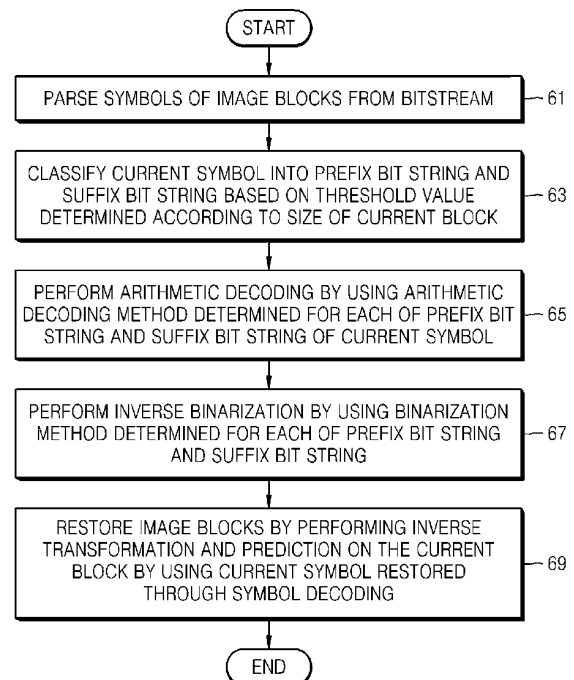 START
PARSE SYMBOLS OF IMAGE BLOCKS FROM BITSTREAM
61
CLASSIFY CURRENT SYMBOL INTO PREFIX BIT STRING AND
SUFFIX BIT STRING BASED ON THRESHOLD VALUE
DETERMINED ACCORDING TO SIZE OF CURRENT BLOCK
63
PERFORM ARITHMETIC DECODING BY USING ARITHMETIC
DECODING METHOD DETERMINED FOR EACH OF PREFIX BIT
STRING AND SUFFIX BIT STRING OF CURRENT SYMBOL
65
PERFORM INVERSE BINARIZATION BY USING BINARIZATION
METHOD DETERMINED FOR EACH OF PREFIX BIT STRING
AND SUFFIX BIT STRING
67
RESTORE IMAGE BLOCKS BY PERFORMING INVERSE
TRANSFORMATION AND PREDICTION ON THE CURRENT
BLOCK BY USING CURRENT SYMBOL RESTORED
THROUGH SYMBOL DECODING
69
END